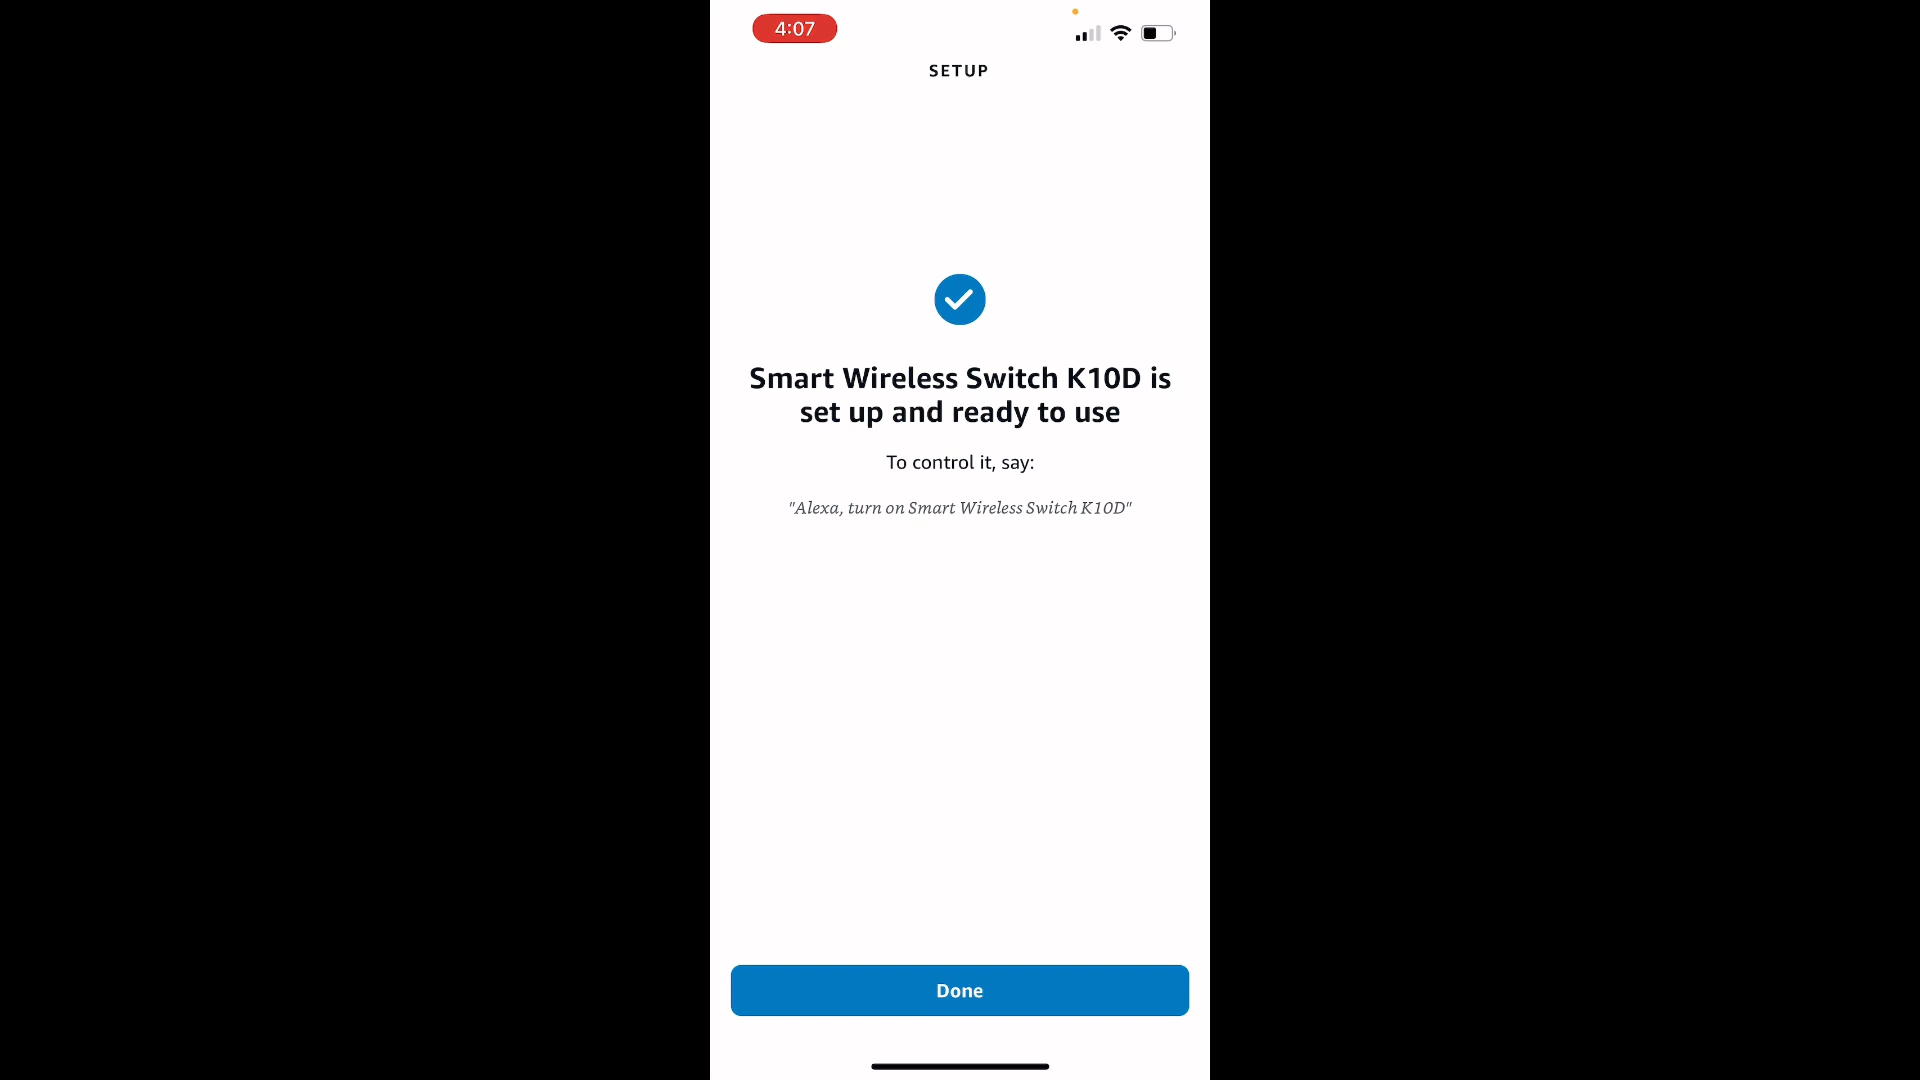 4:07
SETUP
Smart Wireless Switch K10D is
set up and ready to use
To control it, say:
"Alexa, turn on Smart Wireless Switch K10D"
Done